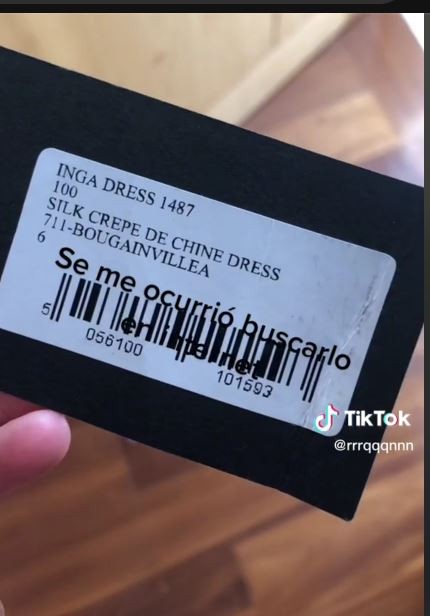 INGA DRESS 1487
100
SILK CREPE DE CHINE DRESS
711-BOUGAINVILLEA
6
Se me ocurrió buscarlo
en internet
5 056100 101593
TikTok
@rrrqqqnnn